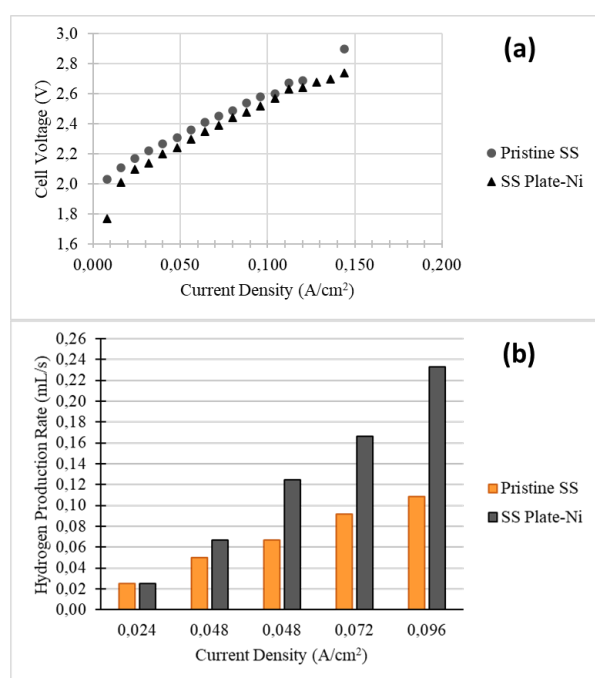 (a)
3,0
2,8
2,6
2,4
2,2
2,0
1,8
1,6
Cell Voltage (V)
0,000 0,050 0,100 0,150 0,200
Current Density (A/cm²)
Pristine SS
SS Plate-Ni
(b)
0,26
0,24
0,22
0,20
0,18
0,16
0,14
0,12
0,10
0,08
0,06
0,04
0,02
0,00
Hydrogen Production Rate (mL/s)
0,024 0,048 0,048 0,072 0,096
Current Density (A/cm²)
Pristine SS
SS Plate-Ni